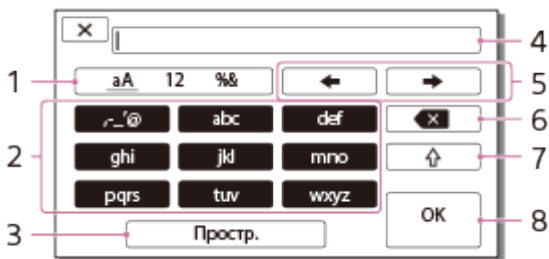 4
1 aA 12 %& 5
,-_'@ abc def 6
2 ghi jkl mno 7
pqrs tuv wxyz
3 Простр. OK 8